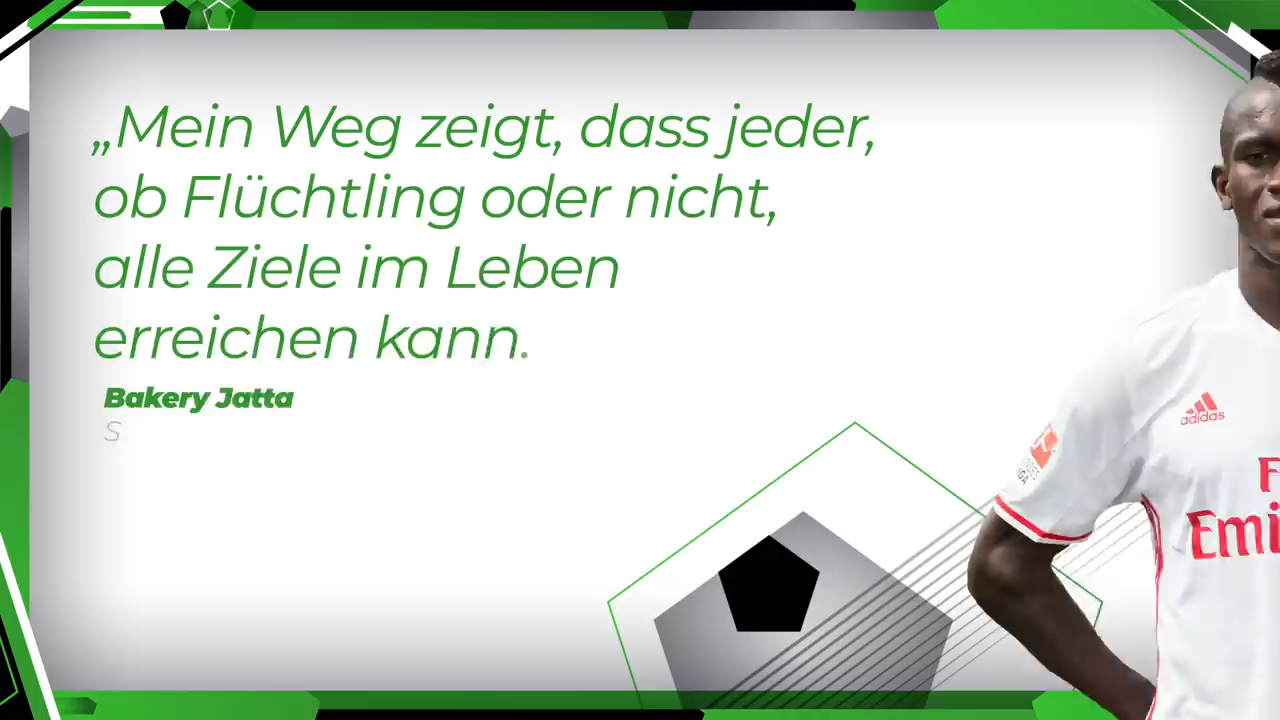 „Mein Weg zeigt, dass jeder,
ob Flüchtling oder nicht,
alle Ziele im Leben
erreichen kann.
Bakery Jatta
S
adidas
Emi